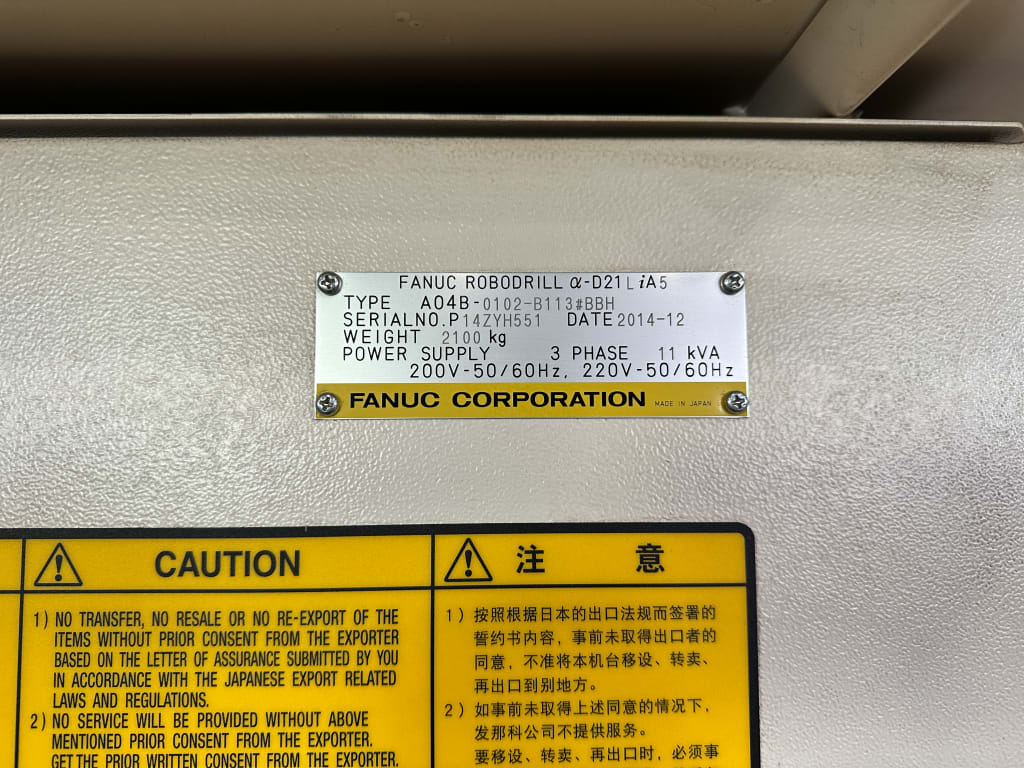 FANUC ROBODRILL α-D21LiA5
TYPE A04B-0102-B113#BBH
SERIAL NO. P14ZYH551 DATE 2014-12
WEIGHT 2100 kg
POWER SUPPLY 3 PHASE 11 kVA
200V-50/60Hz, 220V-50/60Hz
FANUC CORPORATION MADE IN JAPAN
CAUTION
1) NO TRANSFER, NO RESALE OR NO RE-EXPORT OF THE
ITEMS WITHOUT PRIOR CONSENT FROM THE EXPORTER
BASED ON THE LETTER OF ASSURANCE SUBMITTED BY YOU
IN ACCORDANCE WITH THE JAPANESE EXPORT RELATED
LAWS AND REGULATIONS.
2) NO SERVICE WILL BE PROVIDED WITHOUT ABOVE
MENTIONED PRIOR CONSENT FROM THE EXPORTER.
GET THE PRIOR WRITTEN CONSENT FROM THE EXPORTER.
注 意
1) 按照根据日本的出口法规而签署的
誓约书内容，事前未取得出口者的
同意，不准将本机台移设、转卖、
再出口到别地方。
2) 如事前未取得上述同意的情况下，
发那科公司不提供服务。
要移设、转卖、再出口时，必须事